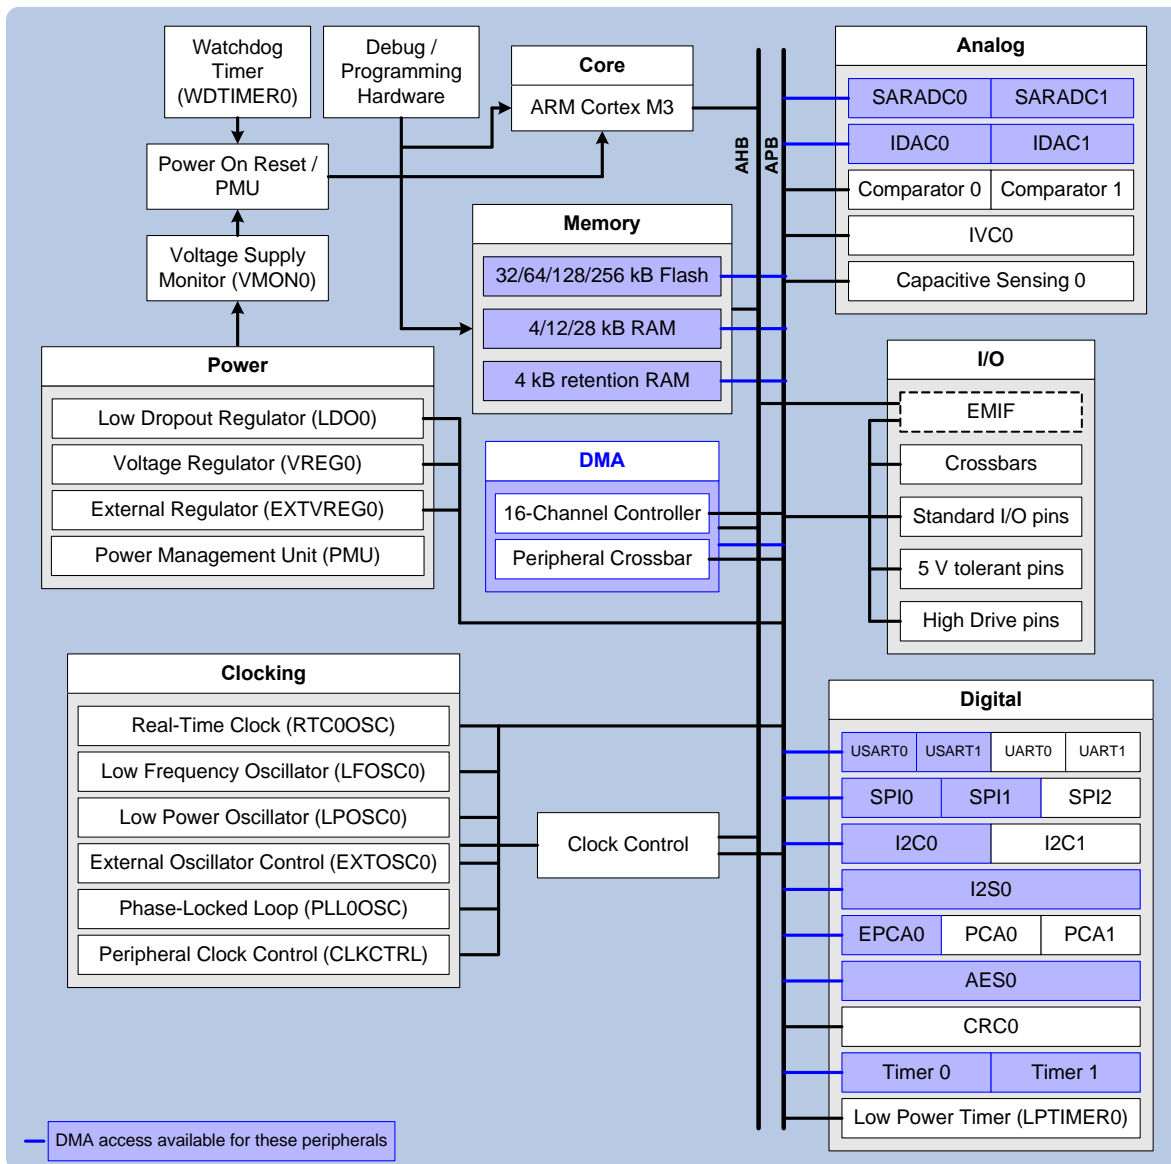 Watchdog
Timer
(WDTIMER0)
Debug /
Programming
Hardware
Core
ARM Cortex M3
Power On Reset /
PMU
Voltage Supply
Monitor (VMON0)
Memory
32/64/128/256 kB Flash
4/12/28 kB RAM
4 kB retention RAM
AHB
APB
Analog
SARADC0 SARADC1
IDAC0 IDAC1
Comparator 0 Comparator 1
IVC0
Capacitive Sensing 0
Power
Low Dropout Regulator (LDO0)
Voltage Regulator (VREG0)
External Regulator (EXTVREG0)
Power Management Unit (PMU)
DMA
16-Channel Controller
Peripheral Crossbar
I/O
EMIF
Crossbars
Standard I/O pins
5 V tolerant pins
High Drive pins
Clocking
Real-Time Clock (RTC0OSC)
Low Frequency Oscillator (LFOSC0)
Low Power Oscillator (LPOSC0)
External Oscillator Control (EXTOSC0)
Phase-Locked Loop (PLL0OSC)
Peripheral Clock Control (CLKCTRL)
Clock Control
Digital
USART0 USART1 UART0 UART1
SPI0 SPI1 SPI2
I2C0 I2C1
I2S0
EPCA0 PCA0 PCA1
AES0
CRC0
Timer 0 Timer 1
Low Power Timer (LPTIMER0)
DMA access available for these peripherals